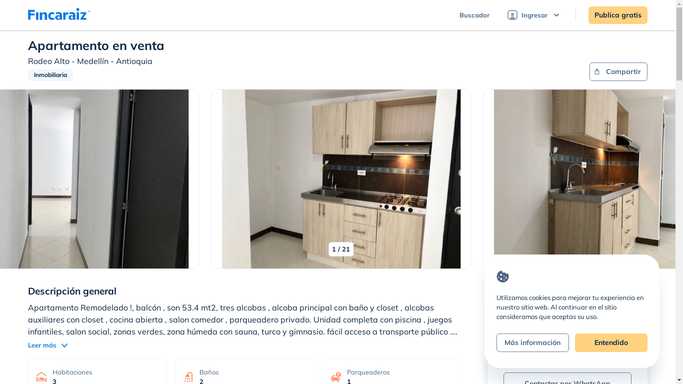 Fincaraiz
Buscador
Ingresar
Publica gratis
Apartamento en venta
Rodeo Alto - Medellín - Antioquia
Inmobiliaria
Compartir
1 / 21
Descripción general
Apartamento Remodelado !, balcón , son 53.4 mt2, tres alcobas , alcoba principal con baño y closet , alcobas
auxiliares con closet , cocina abierta , salon comedor , parqueadero privado. Unidad completa con piscina , juegos
infantiles, salon social, zonas verdes, zona húmeda con sauna, turco y gimnasio. fácil acceso a transporte público ....
Leer más
Habitaciones
3
Baños
2
Parqueaderos
1
Utilizamos cookies para mejorar tu experiencia en
nuestro sitio web. Al continuar en el sitio
consideramos que aceptas su uso.
Más información
Entendido
Contactar por WhatsApp